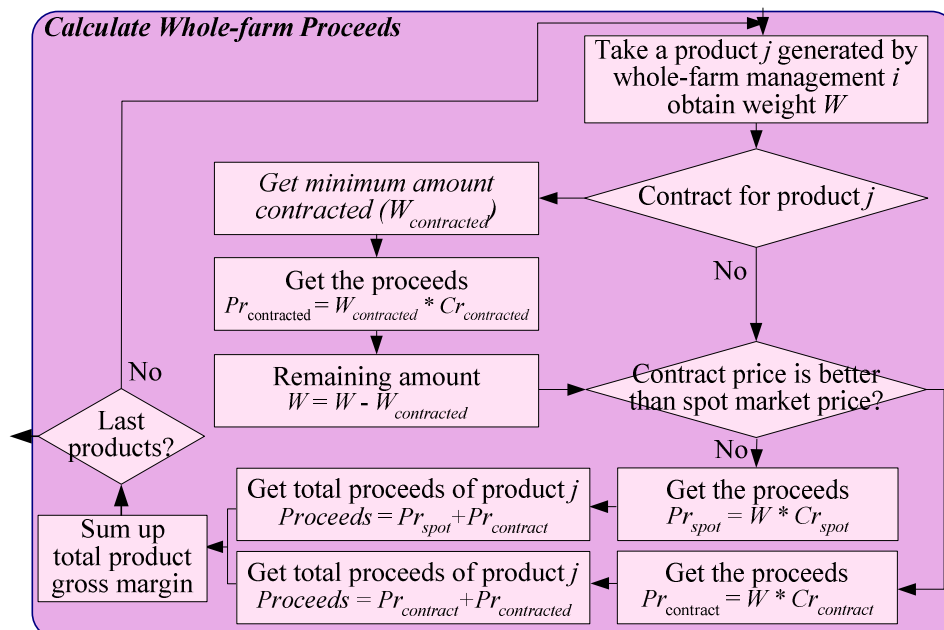 Calculate Whole-farm Proceeds
Take a product j generated by
whole-farm management i
obtain weight W
Contract for product j
Get minimum amount
contracted (Wcontracted)
No
Get the proceeds
Prcontracted = Wcontracted * Crcontracted
Remaining amount
W = W - Wcontracted
Contract price is better
than spot market price?
No
No
Last
products?
Get the proceeds
Prspot = W * Crspot
Get total proceeds of product j
Proceeds = Prspot+Prcontract
Get the proceeds
Prcontract = W * Crcontract
Get total proceeds of product j
Proceeds = Prcontract+Prcontracted
Sum up
total product
gross margin